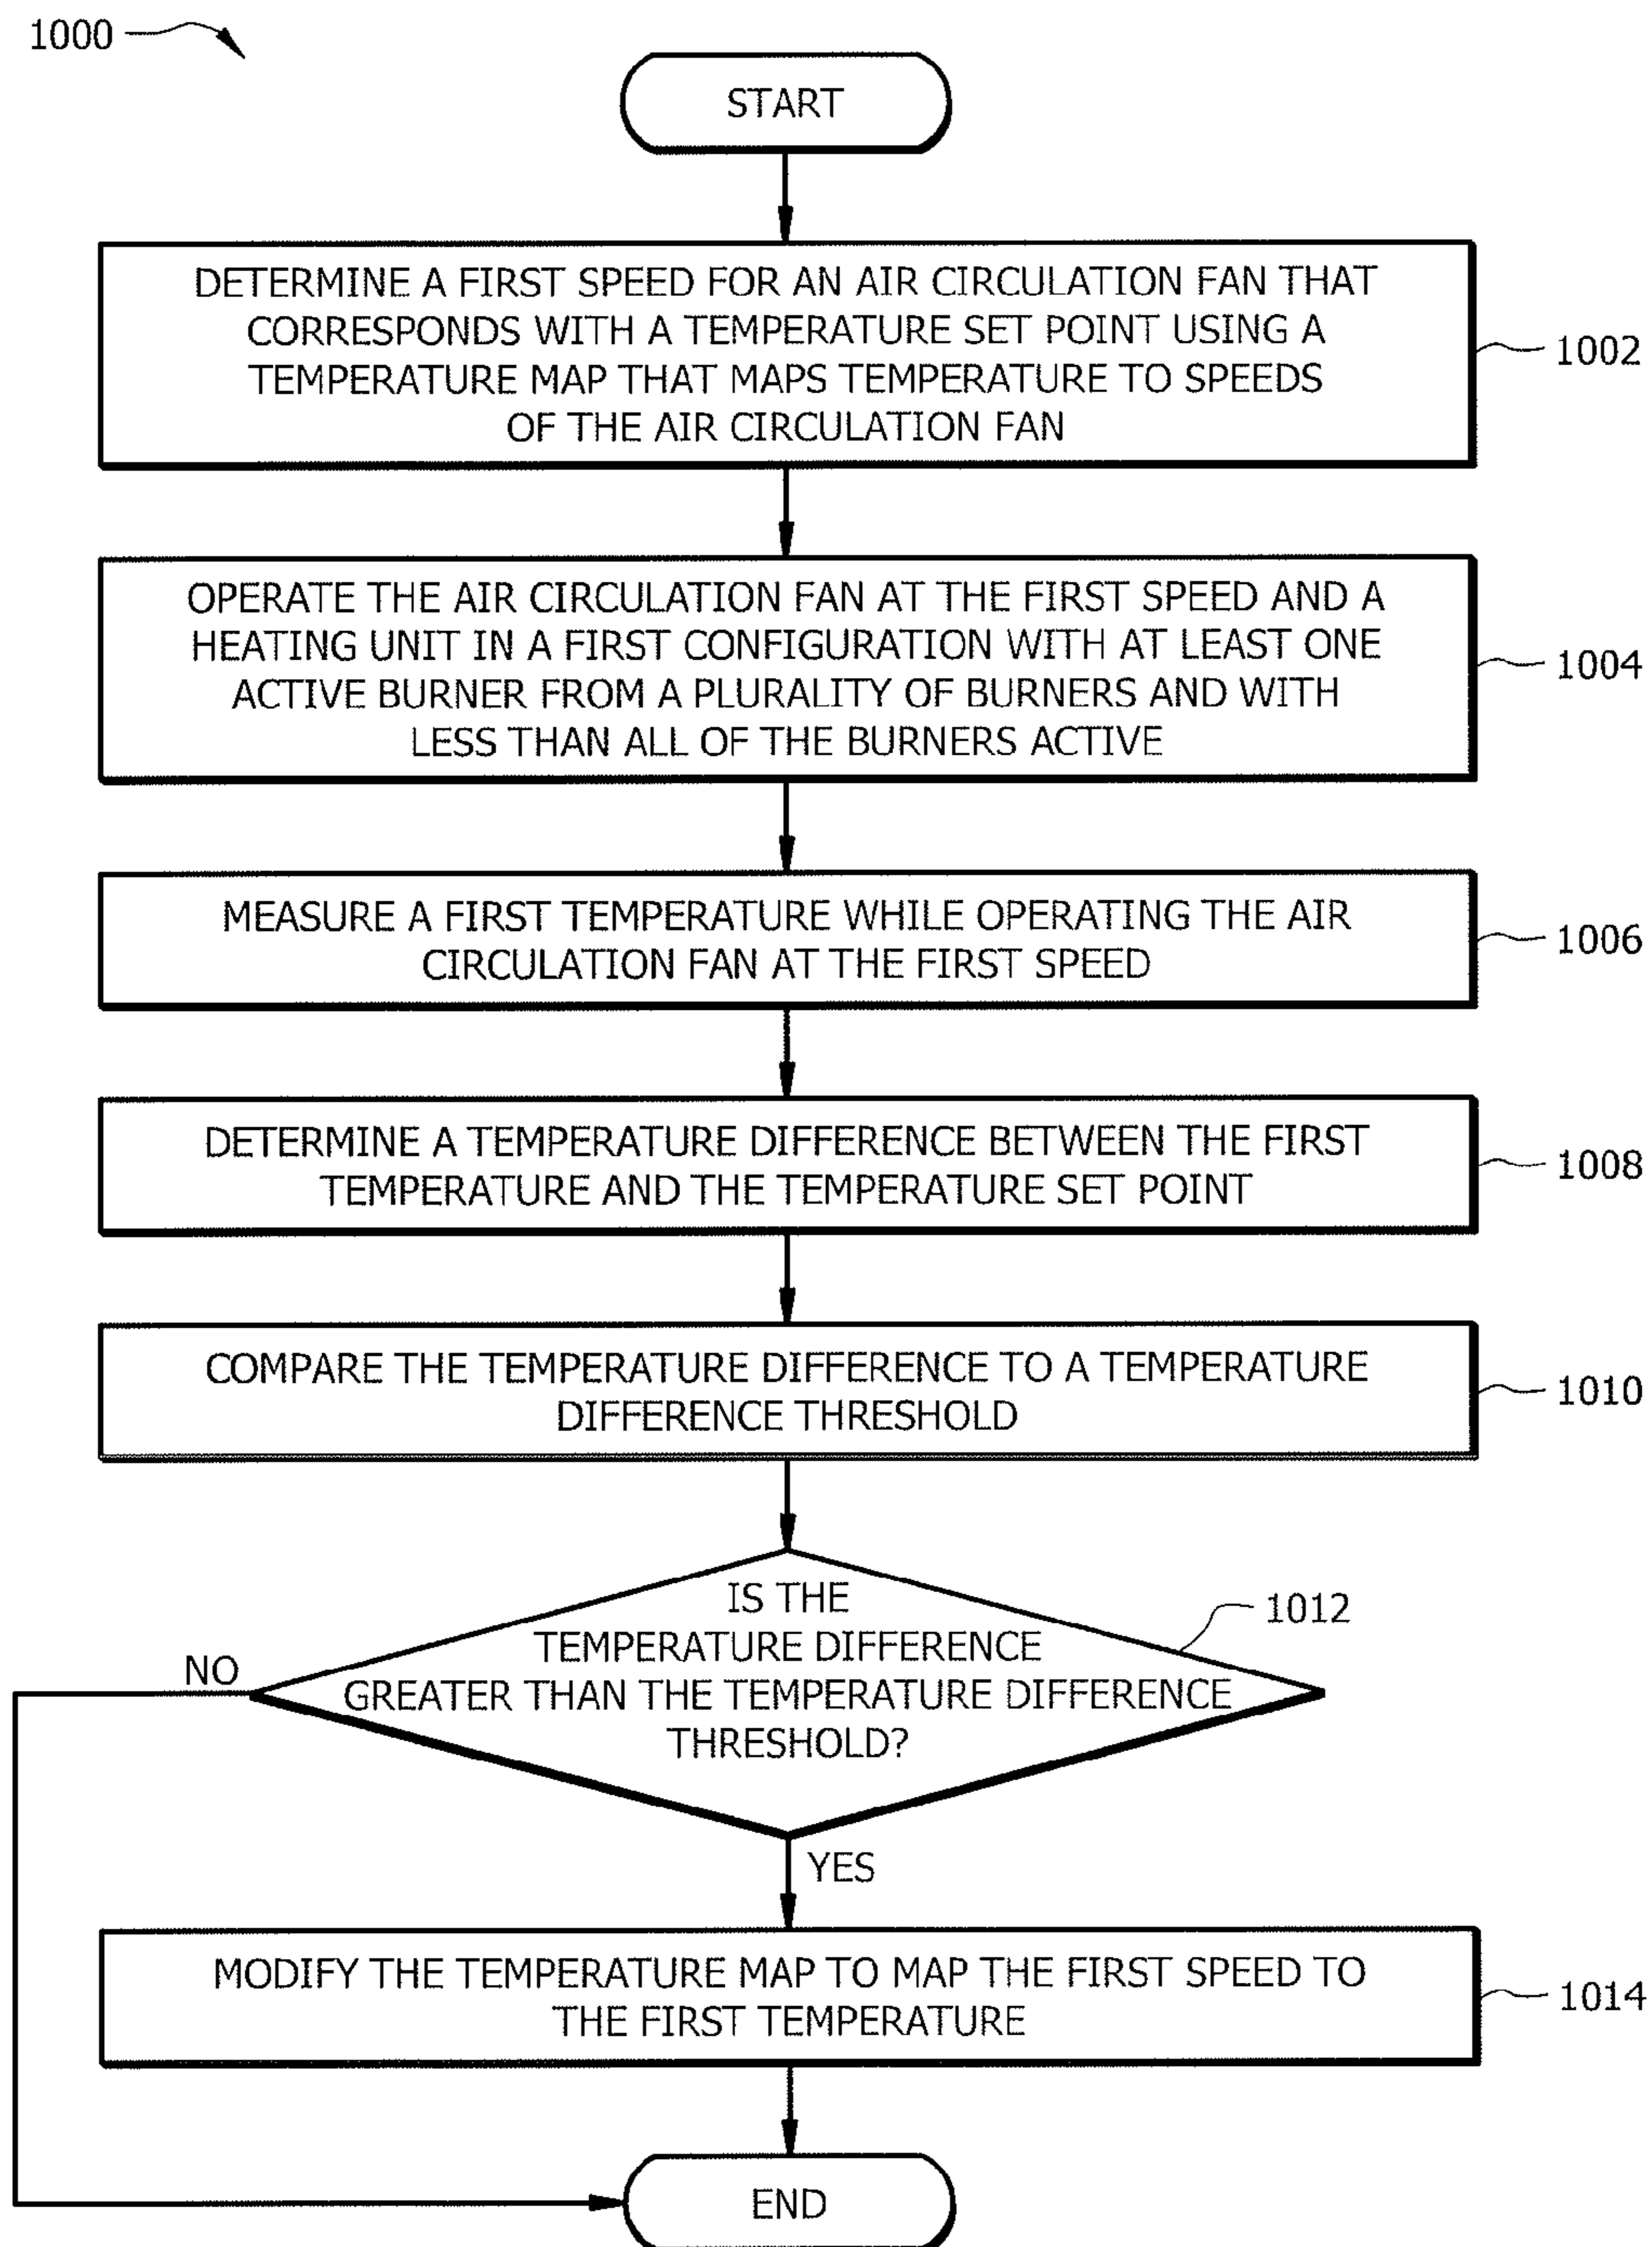 1000
START
DETERMINE A FIRST SPEED FOR AN AIR CIRCULATION FAN THAT
CORRESPONDS WITH A TEMPERATURE SET POINT USING A
TEMPERATURE MAP THAT MAPS TEMPERATURE TO SPEEDS
OF THE AIR CIRCULATION FAN
1002
OPERATE THE AIR CIRCULATION FAN AT THE FIRST SPEED AND A
HEATING UNIT IN A FIRST CONFIGURATION WITH AT LEAST ONE
ACTIVE BURNER FROM A PLURALITY OF BURNERS AND WITH
LESS THAN ALL OF THE BURNERS ACTIVE
1004
MEASURE A FIRST TEMPERATURE WHILE OPERATING THE AIR
CIRCULATION FAN AT THE FIRST SPEED
1006
DETERMINE A TEMPERATURE DIFFERENCE BETWEEN THE FIRST
TEMPERATURE AND THE TEMPERATURE SET POINT
1008
COMPARE THE TEMPERATURE DIFFERENCE TO A TEMPERATURE
DIFFERENCE THRESHOLD
1010
IS THE
TEMPERATURE DIFFERENCE
GREATER THAN THE TEMPERATURE DIFFERENCE
THRESHOLD?
1012
NO
YES
MODIFY THE TEMPERATURE MAP TO MAP THE FIRST SPEED TO
THE FIRST TEMPERATURE
1014
END